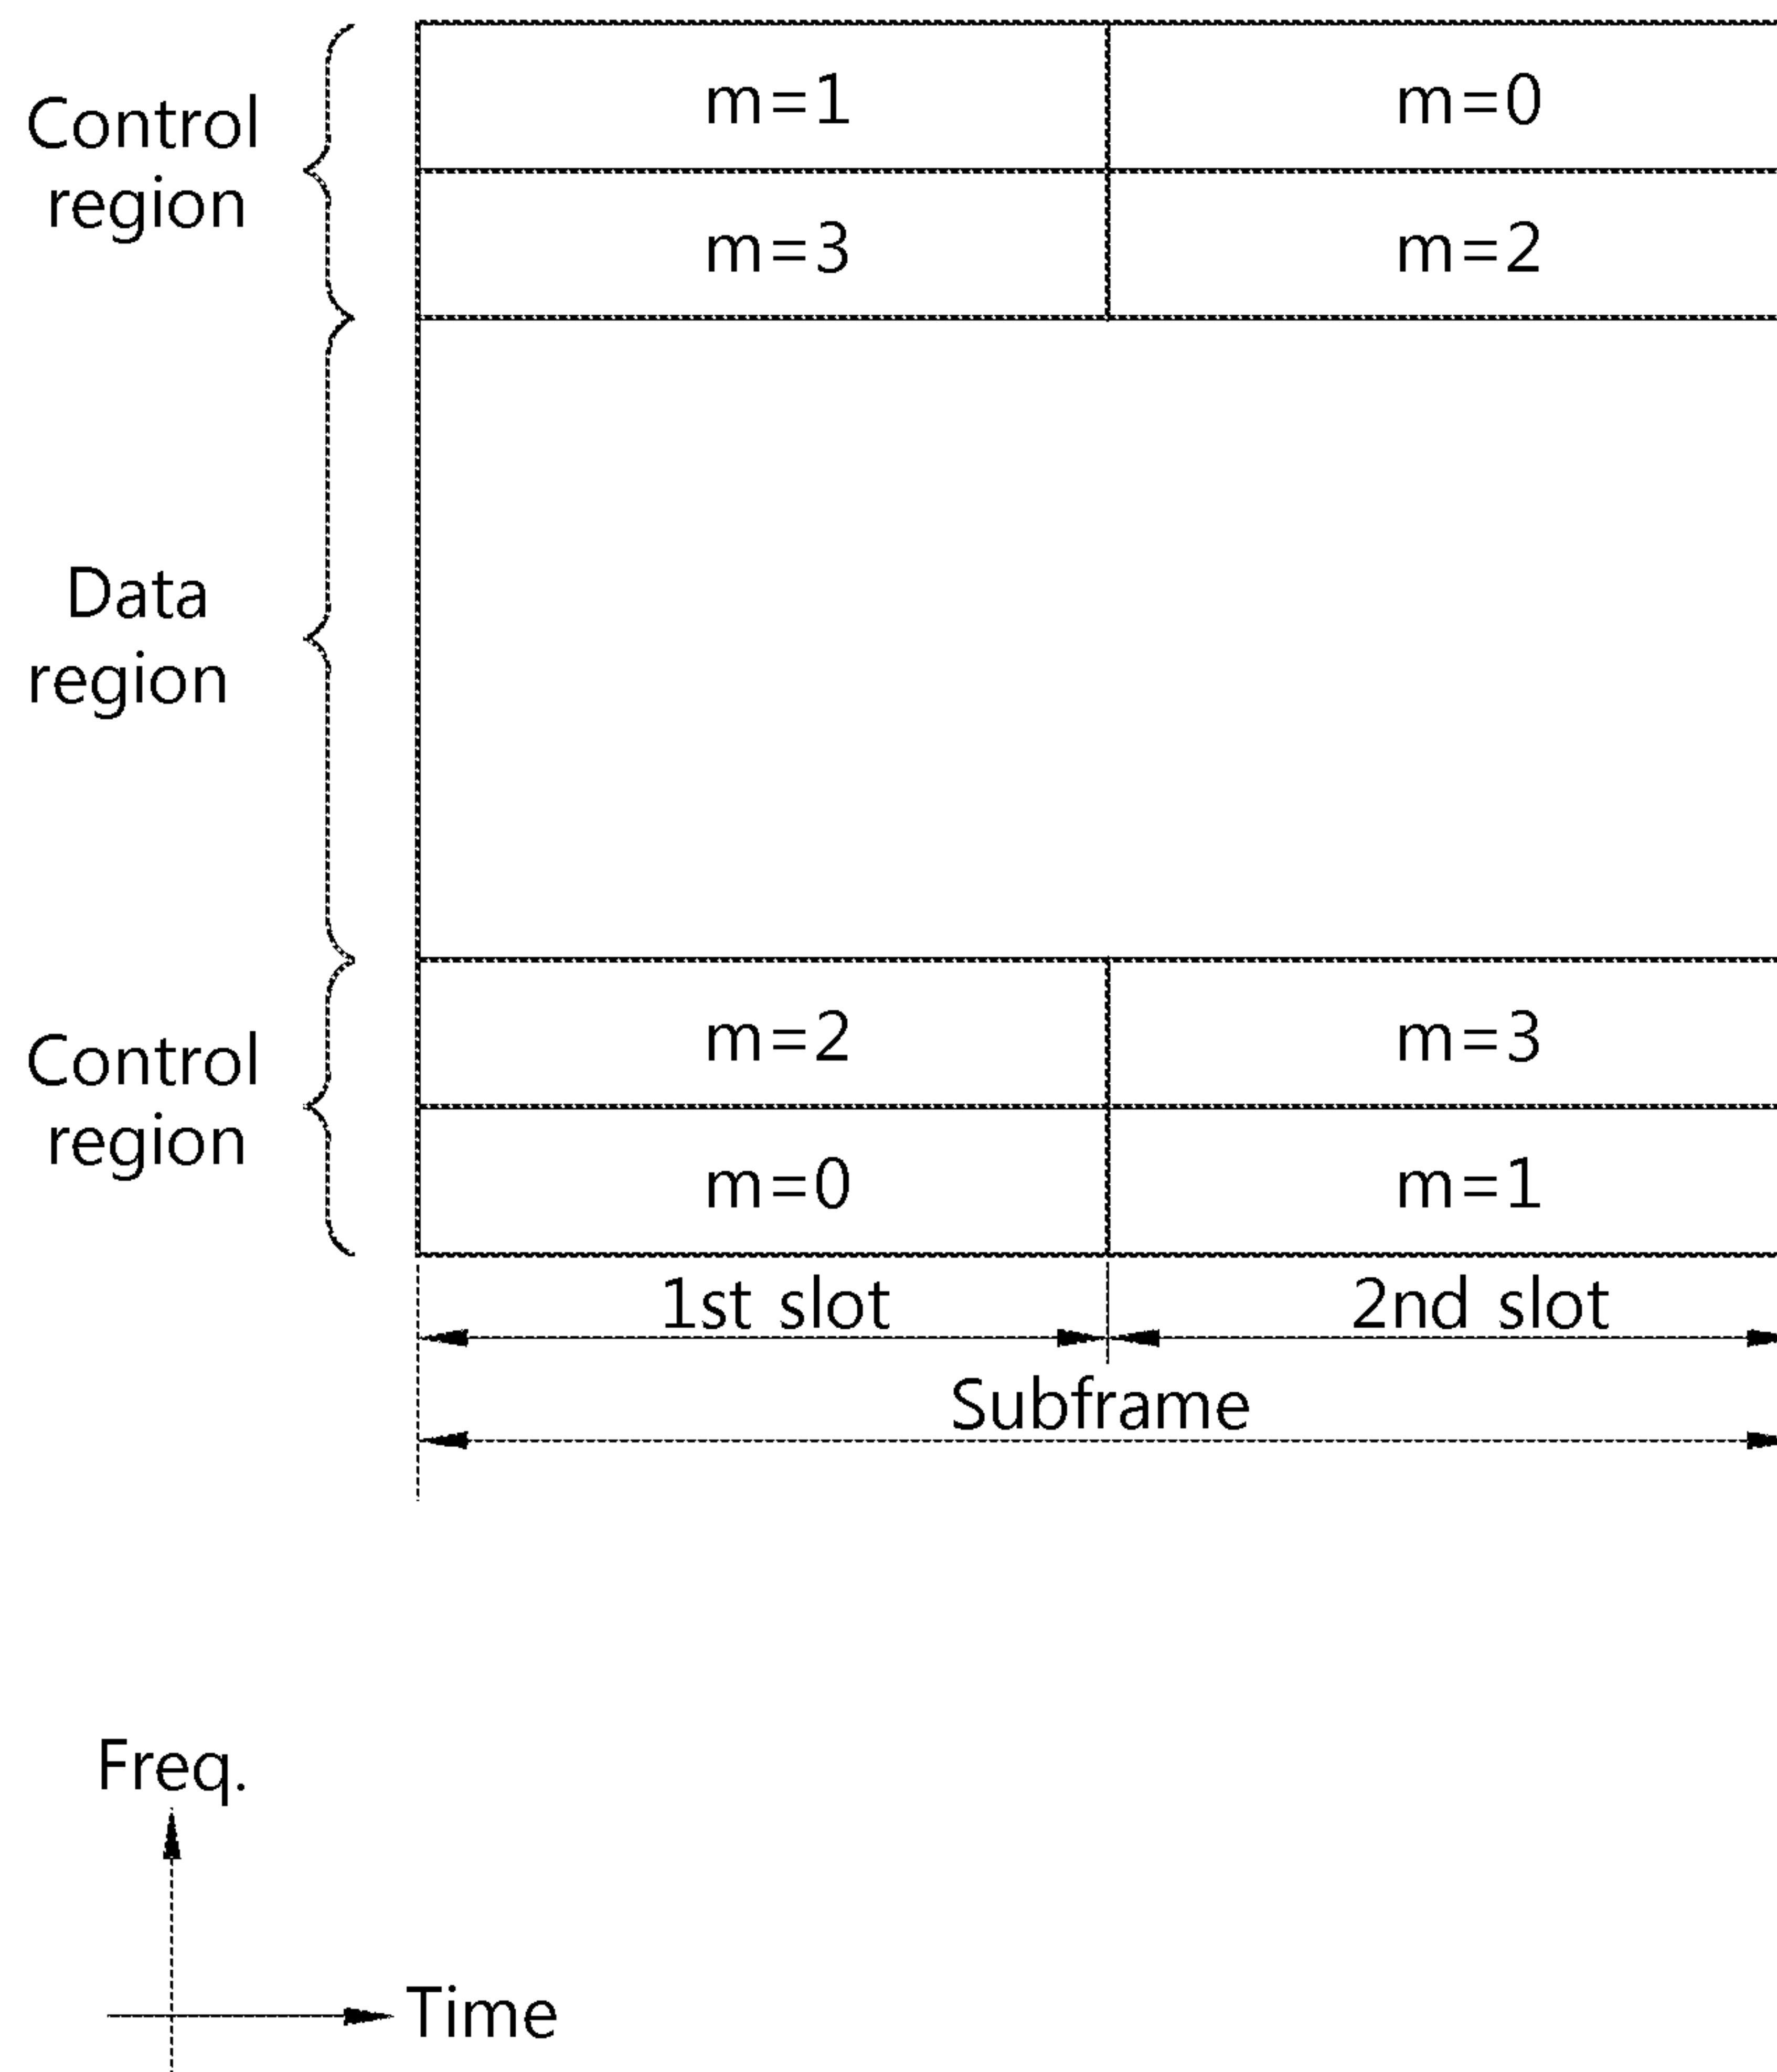 Control
region
m=1
m=0
m=3
m=2
Data
region
Control
region
m=2
m=3
m=0
m=1
1st slot
2nd slot
Subframe
Freq.
Time